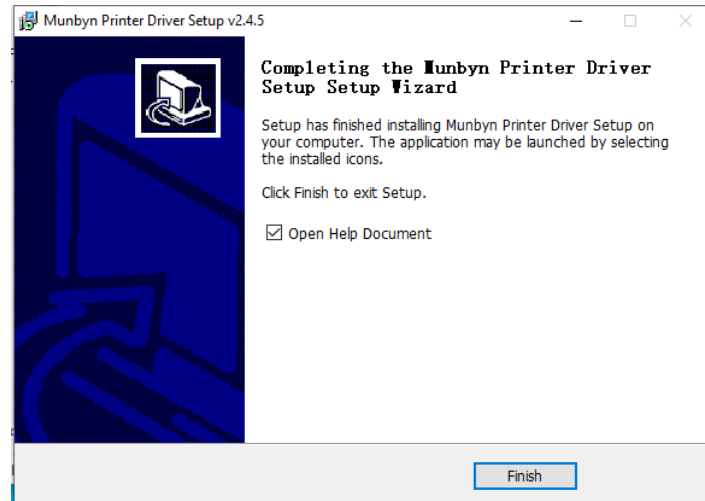 Munbyn Printer Driver Setup v2.4.5
Completing the Munbyn Printer Driver
Setup Setup Wizard
Setup has finished installing Munbyn Printer Driver Setup on
your computer. The application may be launched by selecting
the installed icons.
Click Finish to exit Setup.
Open Help Document
Finish